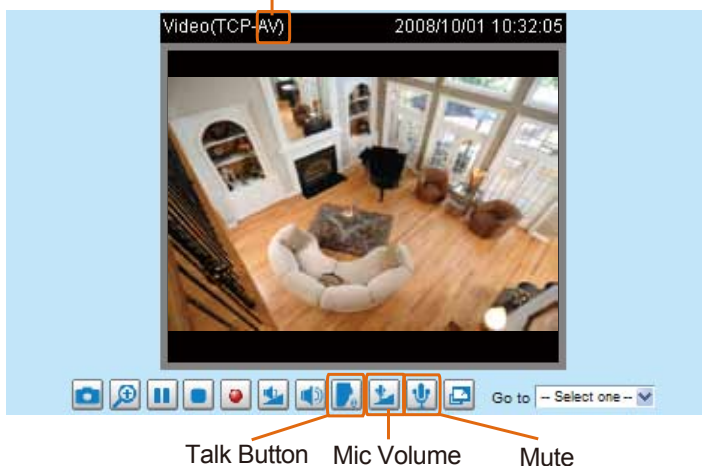 Video(TCP-AV) 2008/10/01 10:32:05
Go to -- Select one --
Talk Button Mic Volume Mute